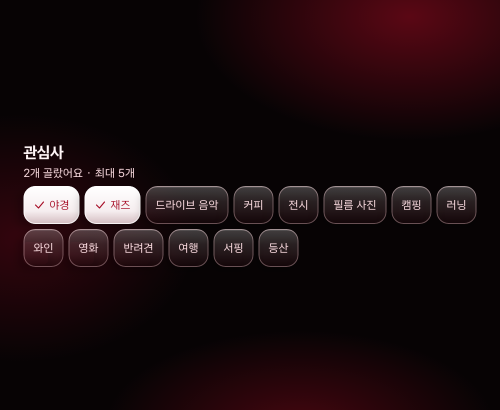 관심사
2개 골랐어요 · 최대 5개
야경 재즈 드라이브 음악 커피 전시 필름 사진 캠핑 러닝
와인 영화 반려견 여행 서핑 등산